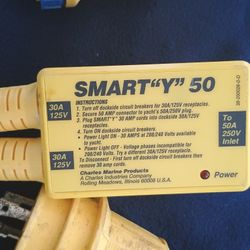 SMART"Y" 50
INSTRUCTIONS
1. Turn off dockside circuit breakers for 30A/125V receptacles.
2. Secure 50 AMP connector to yacht's 50A/250V plug.
3. Plug SMART"Y" 30 AMP cords into dockside 30A/125V
receptacles.
4. Turn ON dockside circuit breakers.
• Power Light ON - 30 AMPS at 200/240 Volts available
to yacht.
• Power Light OFF - Voltage phases incompatible for
208/240 Volts. Try a different 30A/125V receptacle.
To Disconnect - First turn off dockside circuit breakers then
remove 30 amp cords.
Charles Marine Products
A Charles Industries Company
Rolling Meadows, Illinois 60008 U.S.A.
30A
125V
30A
125V
To
50A
250V
Inlet
Power